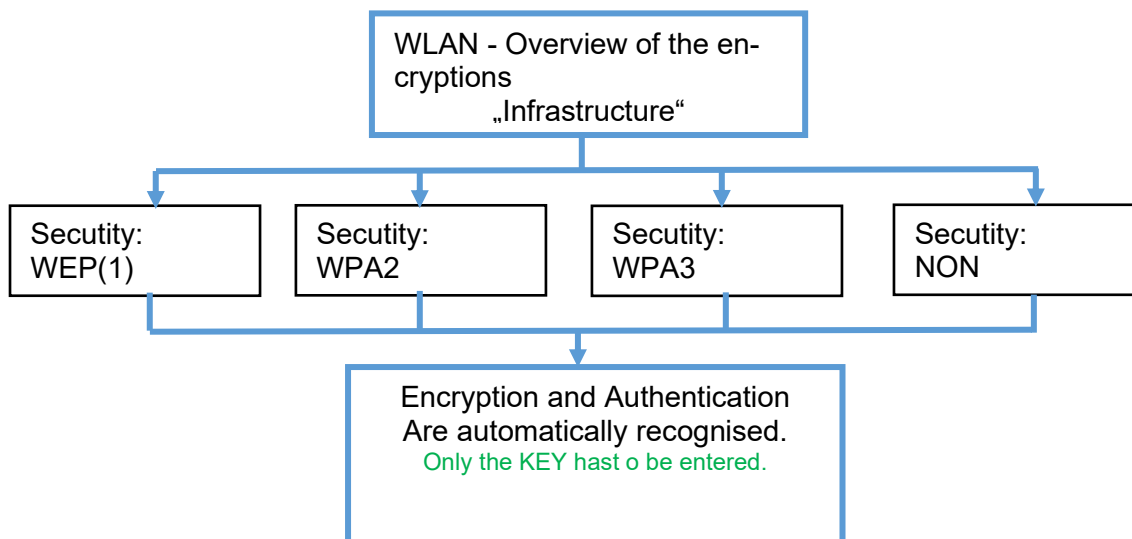 WLAN - Overview of the en-
cryptions
„Infrastructure“
Secutity:
WEP(1)
Secutity:
WPA2
Secutity:
WPA3
Secutity:
NON
Encryption and Authentication
Are automatically recognised.
Only the KEY hast o be entered.